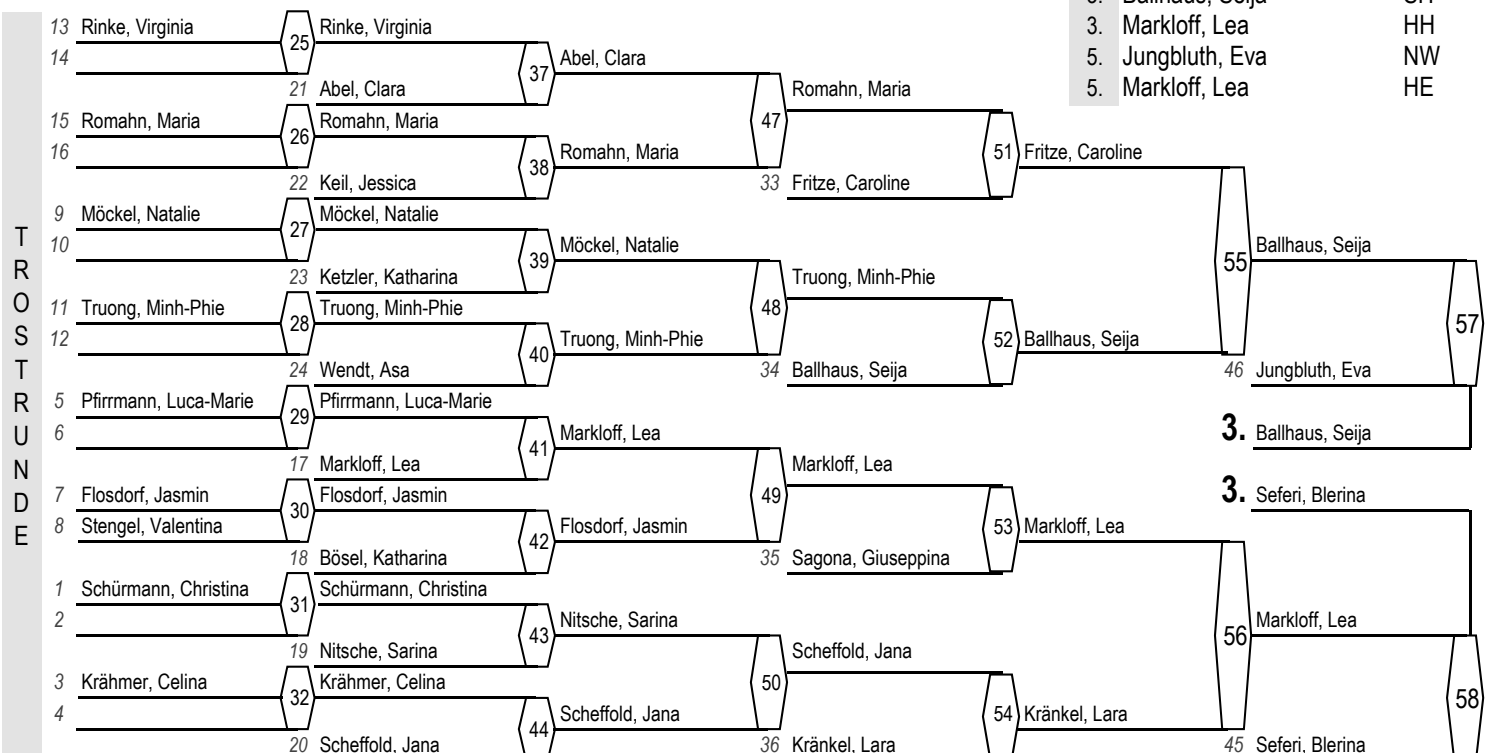 3. Ballhaus, Seija SH
3. Markloff, Lea HH
5. Jungbluth, Eva NW
5. Markloff, Lea HE
TROSTRUNDE
13 Rinke, Virginia 25 Rinke, Virginia
14 37 Abel, Clara
21 Abel, Clara 47 Romahn, Maria
15 Romahn, Maria 26 Romahn, Maria
16 38 Romahn, Maria 51 Fritze, Caroline
22 Keil, Jessica 33 Fritze, Caroline
9 Möckel, Natalie 27 Möckel, Natalie
10 39 Möckel, Natalie 55 Ballhaus, Seija
23 Ketzler, Katharina 48 Truong, Minh-Phie
11 Truong, Minh-Phie 28 Truong, Minh-Phie 57
12 40 Truong, Minh-Phie 52 Ballhaus, Seija
24 Wendt, Asa 34 Ballhaus, Seija 46 Jungbluth, Eva
5 Pfirrmann, Luca-Marie 29 Pfirrmann, Luca-Marie
6 41 Markloff, Lea 3. Ballhaus, Seija
17 Markloff, Lea 49 Markloff, Lea
7 Flosdorf, Jasmin 30 Flosdorf, Jasmin 3. Seferi, Blerina
8 Stengel, Valentina 42 Flosdorf, Jasmin 53 Markloff, Lea
18 Bösel, Katharina 35 Sagona, Giuseppina
1 Schürmann, Christina 31 Schürmann, Christina
2 43 Nitsche, Sarina 56 Markloff, Lea
19 Nitsche, Sarina 50 Scheffold, Jana
3 Krähmer, Celina 32 Krähmer, Celina 58
4 44 Scheffold, Jana 54 Kränkel, Lara
20 Scheffold, Jana 36 Kränkel, Lara 45 Seferi, Blerina